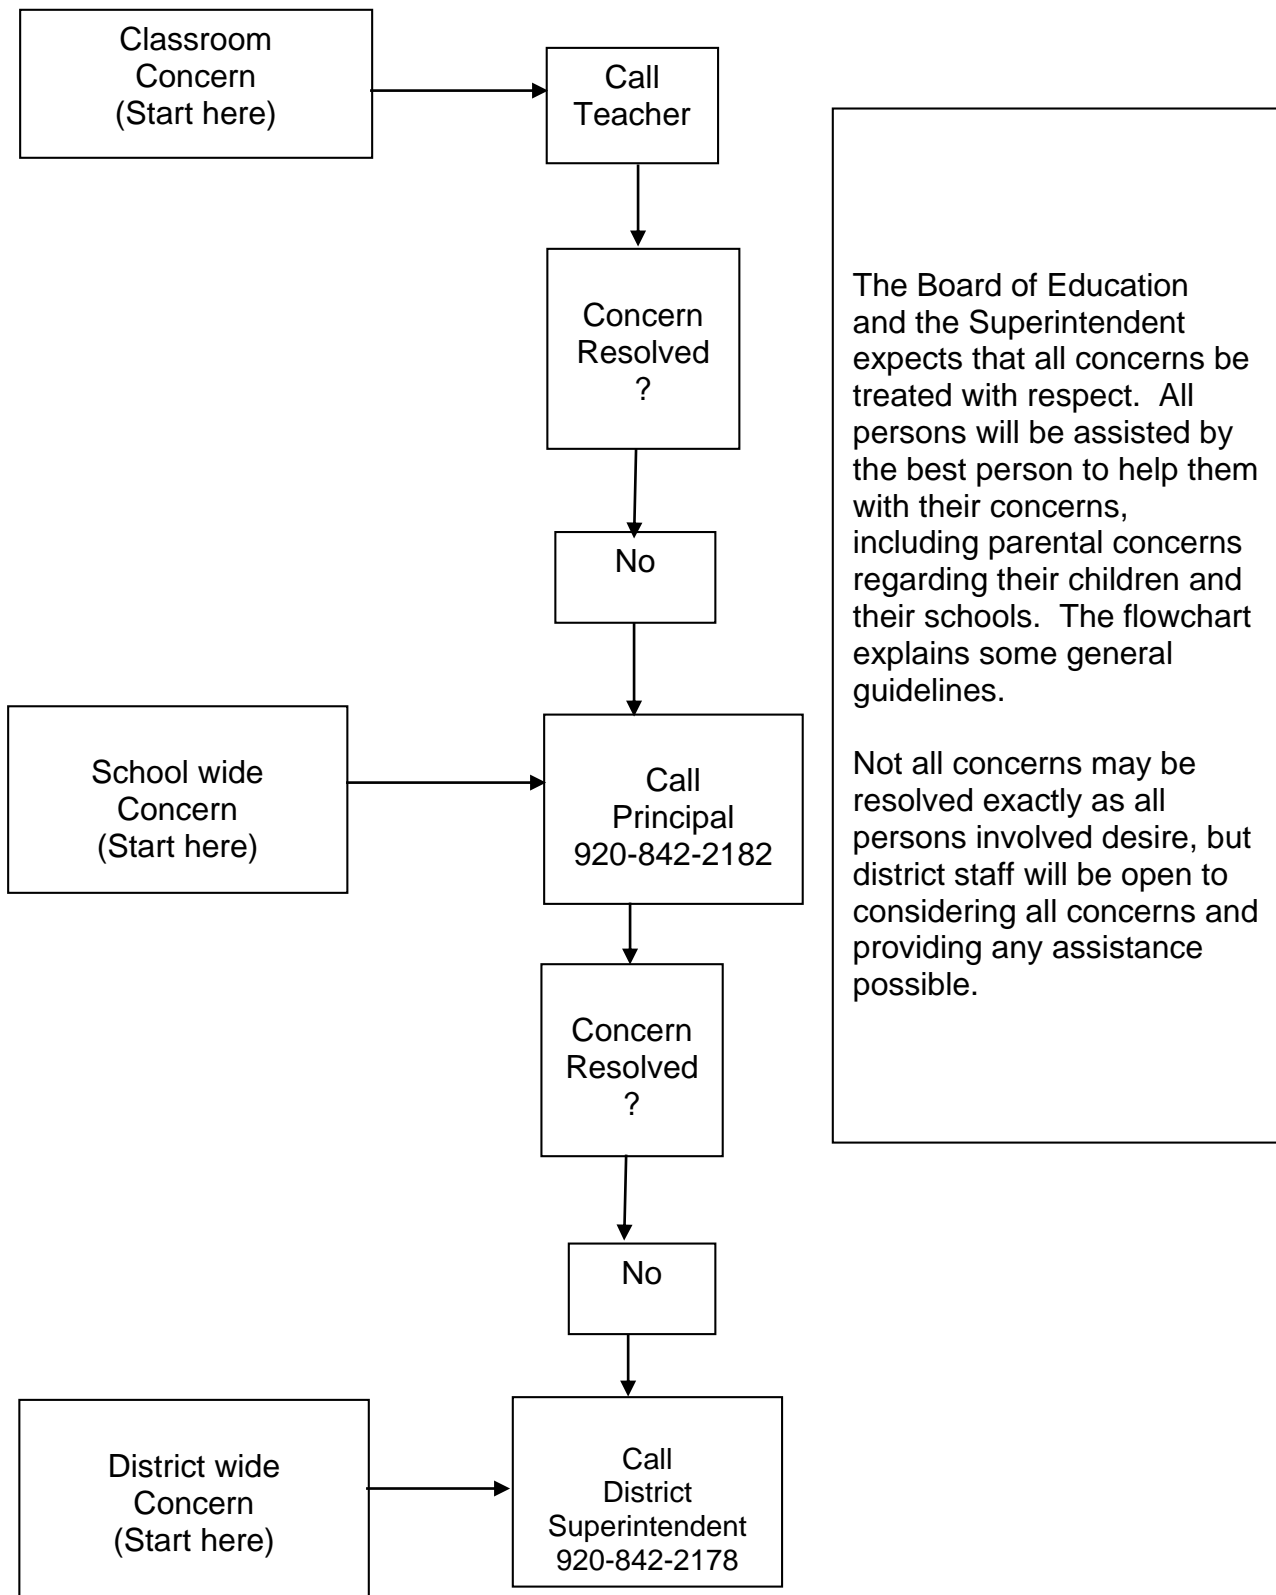 Classroom
Concern
(Start here)
Call
Teacher
Concern
Resolved
?
No
School wide
Concern
(Start here)
Call
Principal
920-842-2182
Concern
Resolved
?
No
District wide
Concern
(Start here)
Call
District
Superintendent
920-842-2178
The Board of Education
and the Superintendent
expects that all concerns be
treated with respect.  All
persons will be assisted by
the best person to help them
with their concerns,
including parental concerns
regarding their children and
their schools.  The flowchart
explains some general
guidelines.
Not all concerns may be
resolved exactly as all
persons involved desire, but
district staff will be open to
considering all concerns and
providing any assistance
possible.